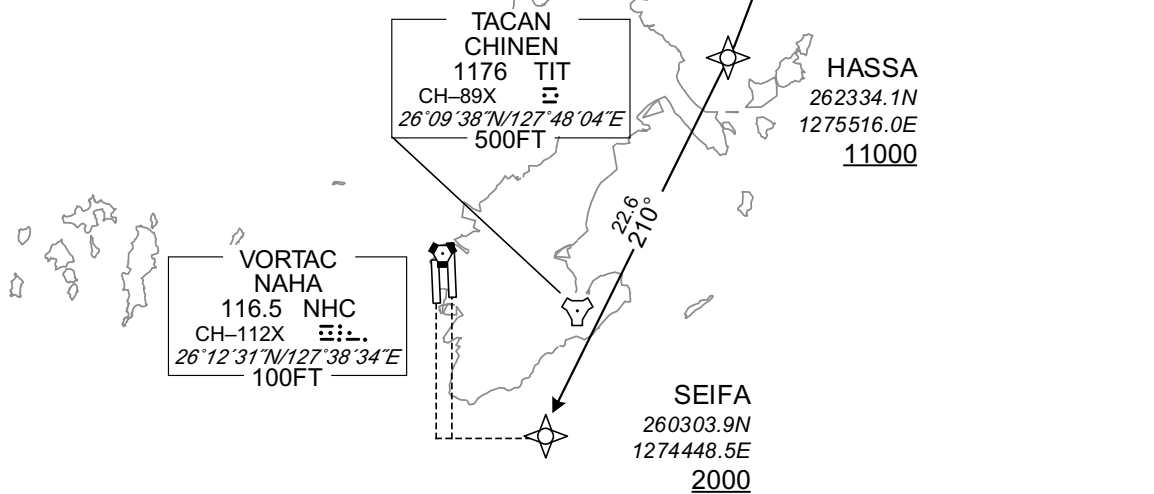 TACAN
CHINEN
1176 TIT
CH–89X
26°09´38˝N/127°48´04˝E
500FT
HASSA
262334.1N
1275516.0E
11000
22.6
210°
VORTAC
NAHA
116.5 NHC
CH–112X
26°12´31˝N/127°38´34˝E
100FT
SEIFA
260303.9N
1274448.5E
2000